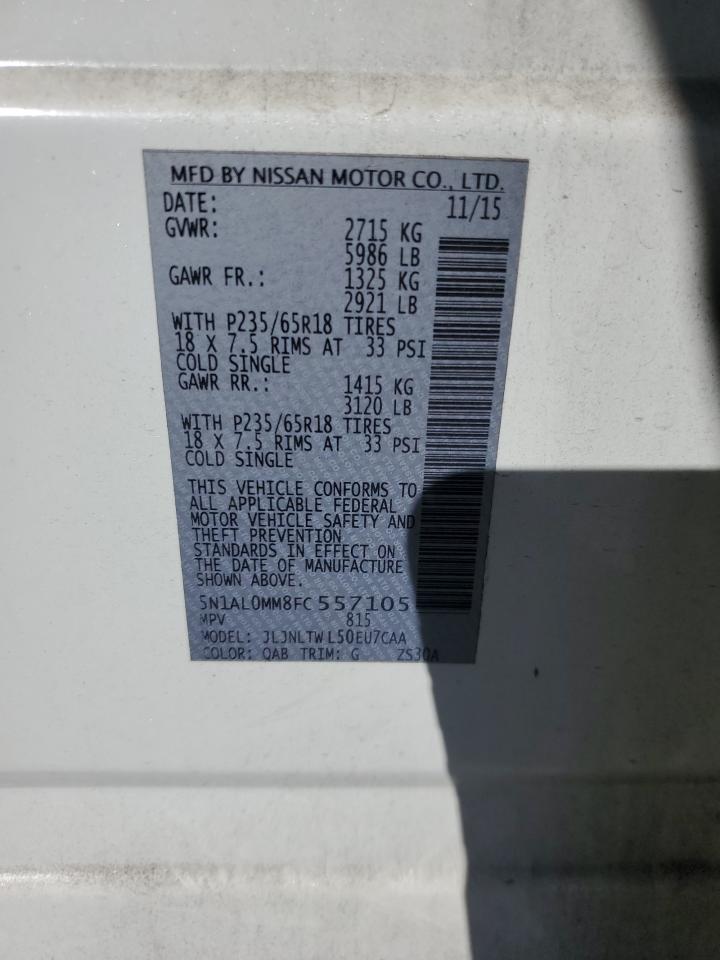 MFD BY NISSAN MOTOR CO., LTD.
DATE: 11/15
GVWR: 2715 KG
5986 LB
GAWR FR.: 1325 KG
2921 LB
WITH P235/65R18 TIRES
18 X 7.5 RIMS AT 33 PSI
COLD SINGLE
GAWR RR.: 1415 KG
3120 LB
WITH P235/65R18 TIRES
18 X 7.5 RIMS AT 33 PSI
COLD SINGLE
THIS VEHICLE CONFORMS TO
ALL APPLICABLE FEDERAL
MOTOR VEHICLE SAFETY AND
THEFT PREVENTION
STANDARDS IN EFFECT ON
THE DATE OF MANUFACTURE
SHOWN ABOVE.
5N1AL0MM8FC 557105
MPV 815
MODEL: JLJNLTW L50EU7CAA
COLOR: QAB TRIM: G ZS30A